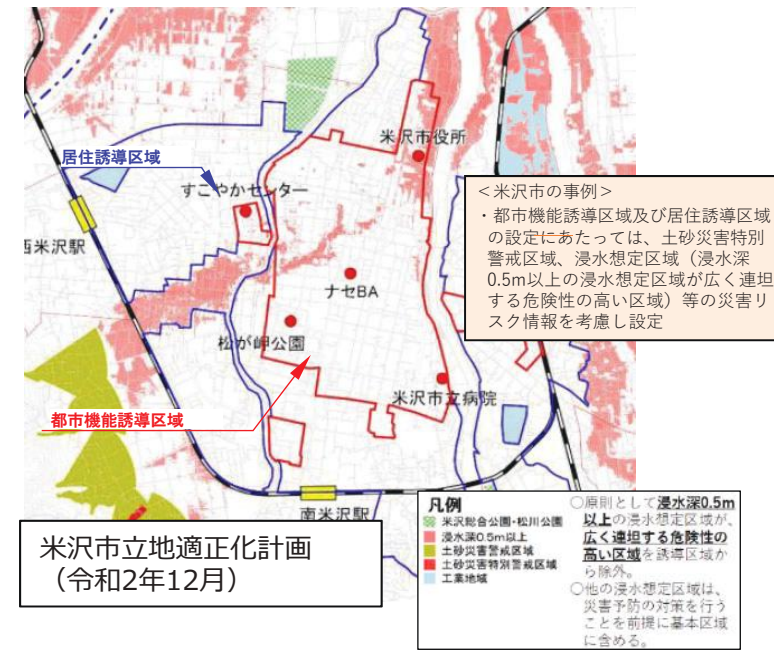 米沢市役所
居住誘導区域
すこやかセンター
西米沢駅
ナセBA
松が岬公園
都市機能誘導区域
米沢市立病院
南米沢駅
＜米沢市の事例＞
・都市機能誘導区域及び居住誘導区域
の設定にあたっては、土砂災害特別
警戒区域、浸水想定区域（浸水深
0.5m以上の浸水想定区域が広く連坦
する危険性の高い区域）等の災害リ
スク情報を考慮し設定
米沢市立地適正化計画
（令和2年12月）
凡例
米沢総合公園・松川公園
浸水深0.5m以上
土砂災害警戒区域
土砂災害特別警戒区域
工業地域
○原則として浸水深0.5m
以上の浸水想定区域が、
広く連坦する危険性の
高い区域を誘導区域か
ら除外。
○他の浸水想定区域は、
災害予防の対策を行う
ことを前提に基本区域
に含める。